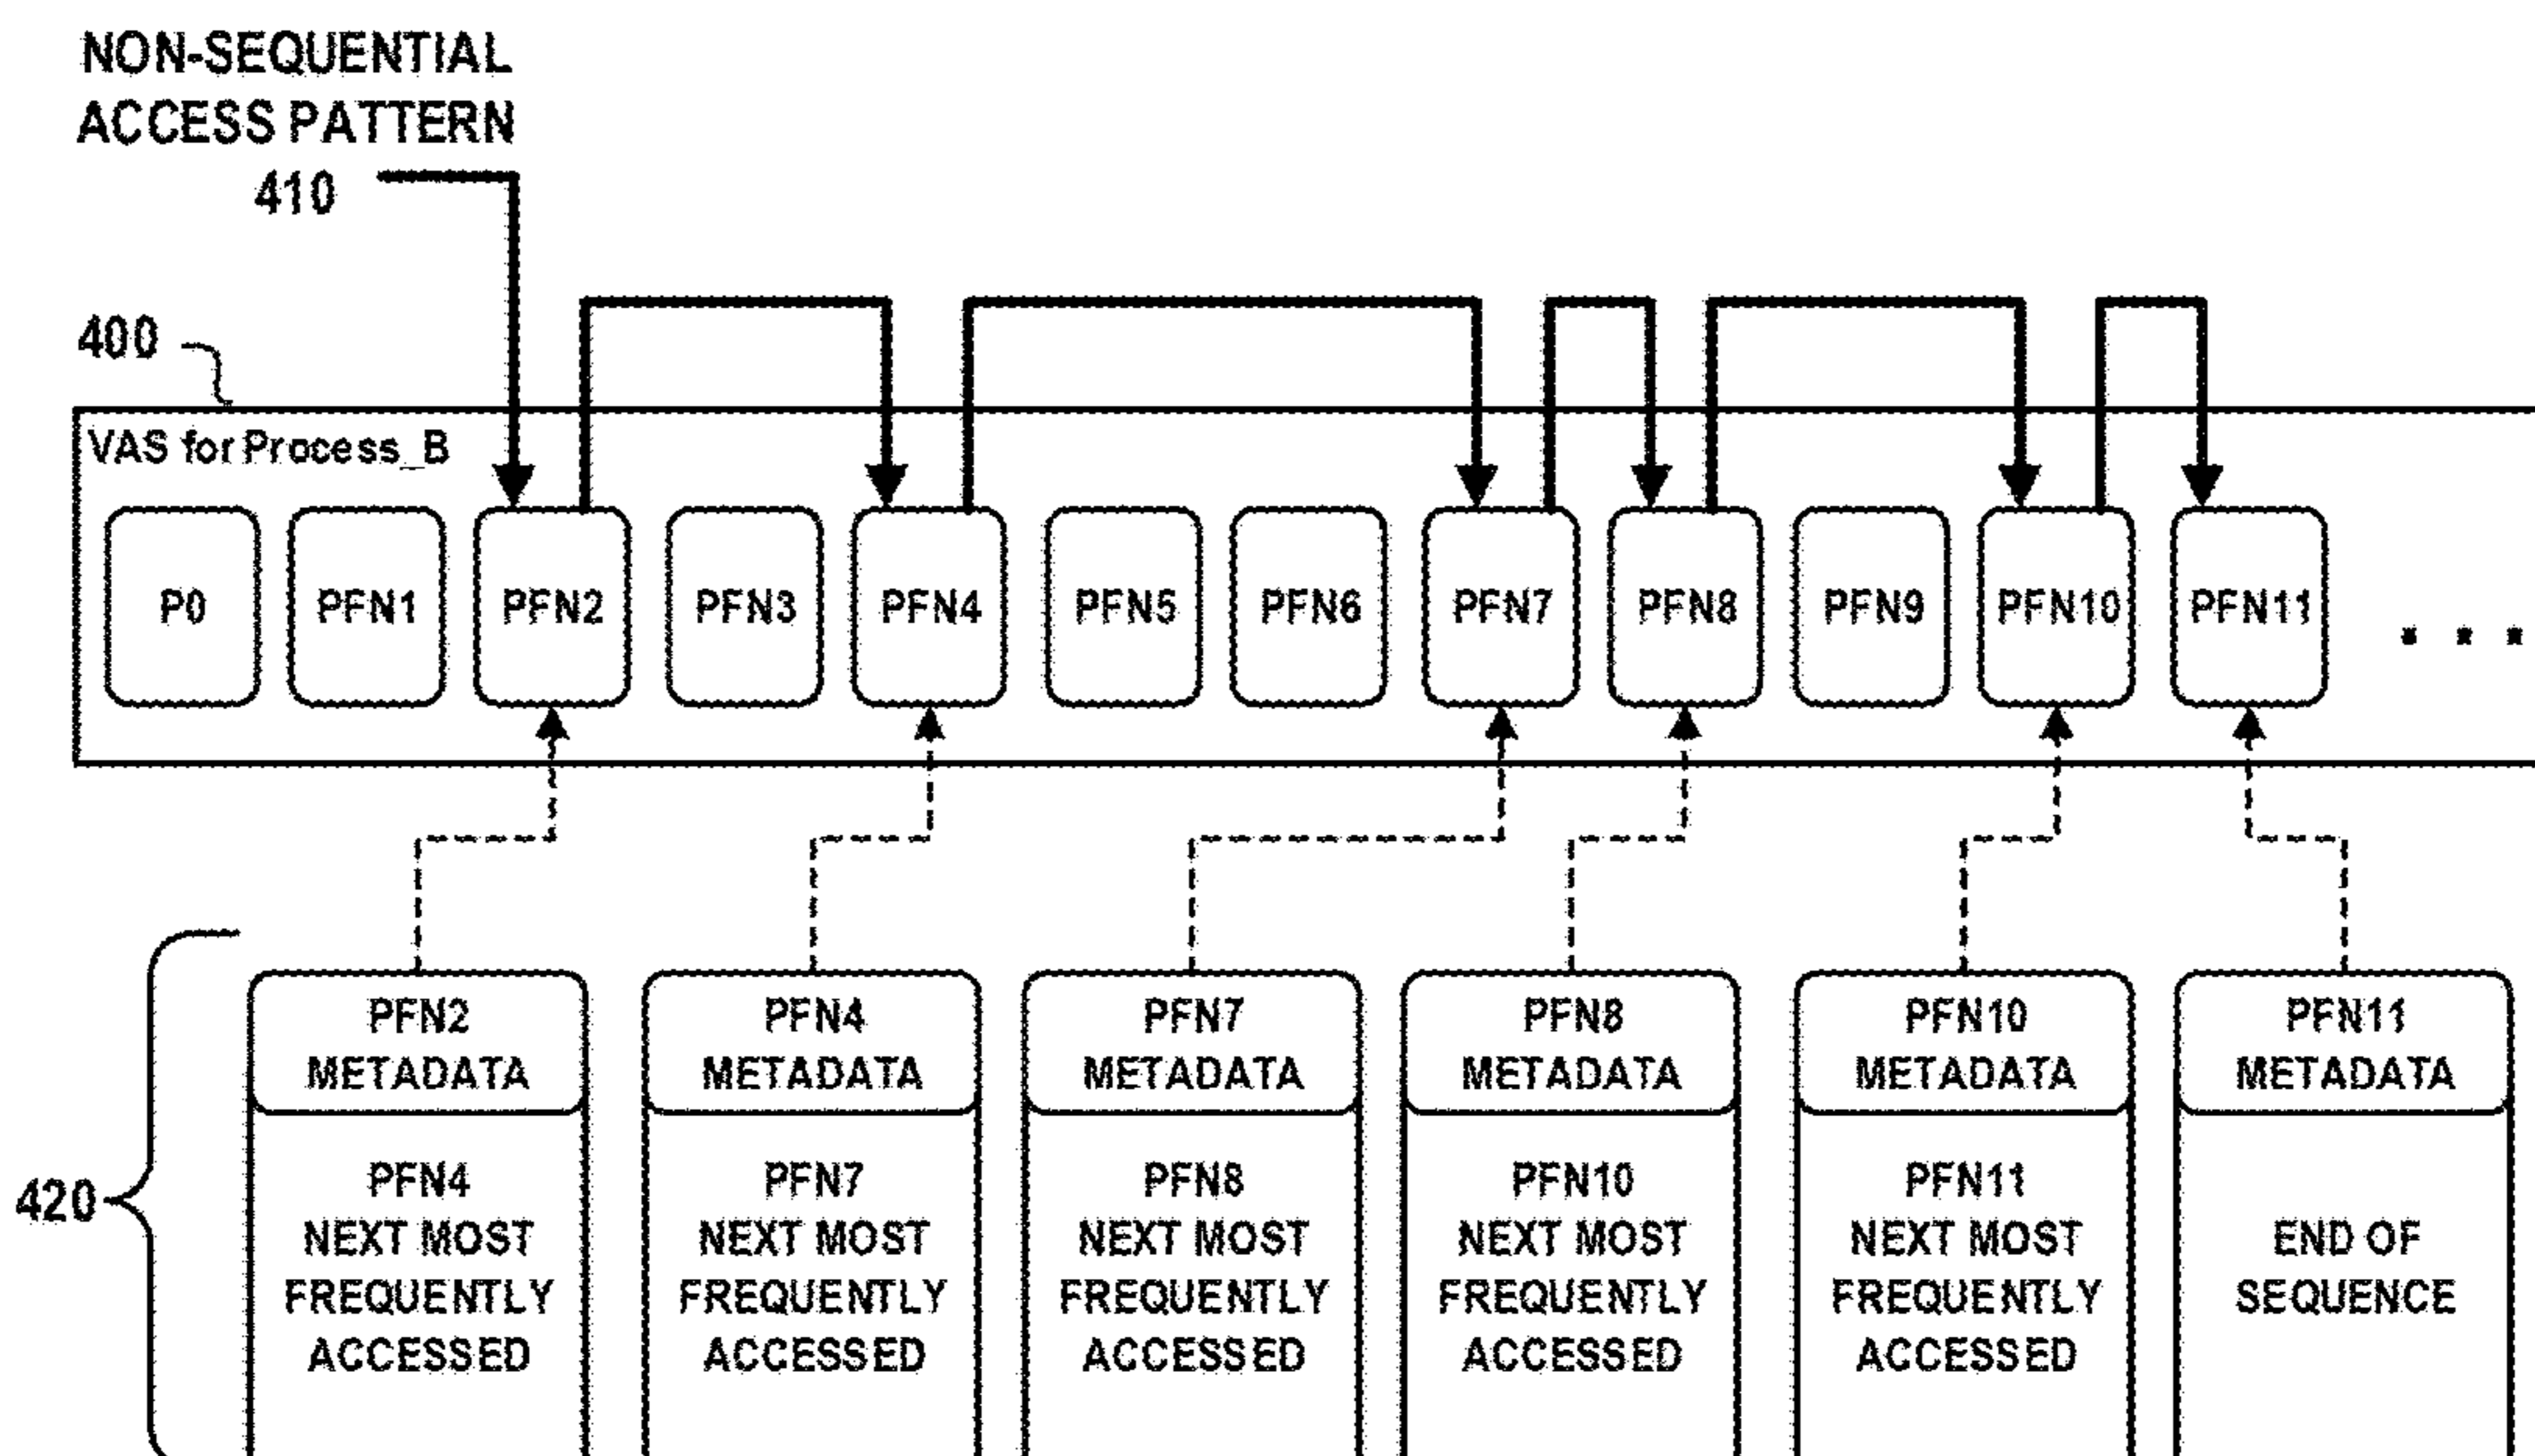 NON-SEQUENTIAL
ACCESS PATTERN
410
400
VAS for Process_B
P0 PFN1 PFN2 PFN3 PFN4 PFN5 PFN6 PFN7 PFN8 PFN9 PFN10 PFN11 . . .
420
PFN2
METADATA
PFN4
NEXT MOST
FREQUENTLY
ACCESSED
PFN4
METADATA
PFN7
NEXT MOST
FREQUENTLY
ACCESSED
PFN7
METADATA
PFN8
NEXT MOST
FREQUENTLY
ACCESSED
PFN8
METADATA
PFN10
NEXT MOST
FREQUENTLY
ACCESSED
PFN10
METADATA
PFN11
NEXT MOST
FREQUENTLY
ACCESSED
PFN11
METADATA
END OF
SEQUENCE